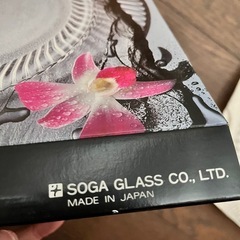 SOGA GLASS CO., LTD.
MADE IN JAPAN